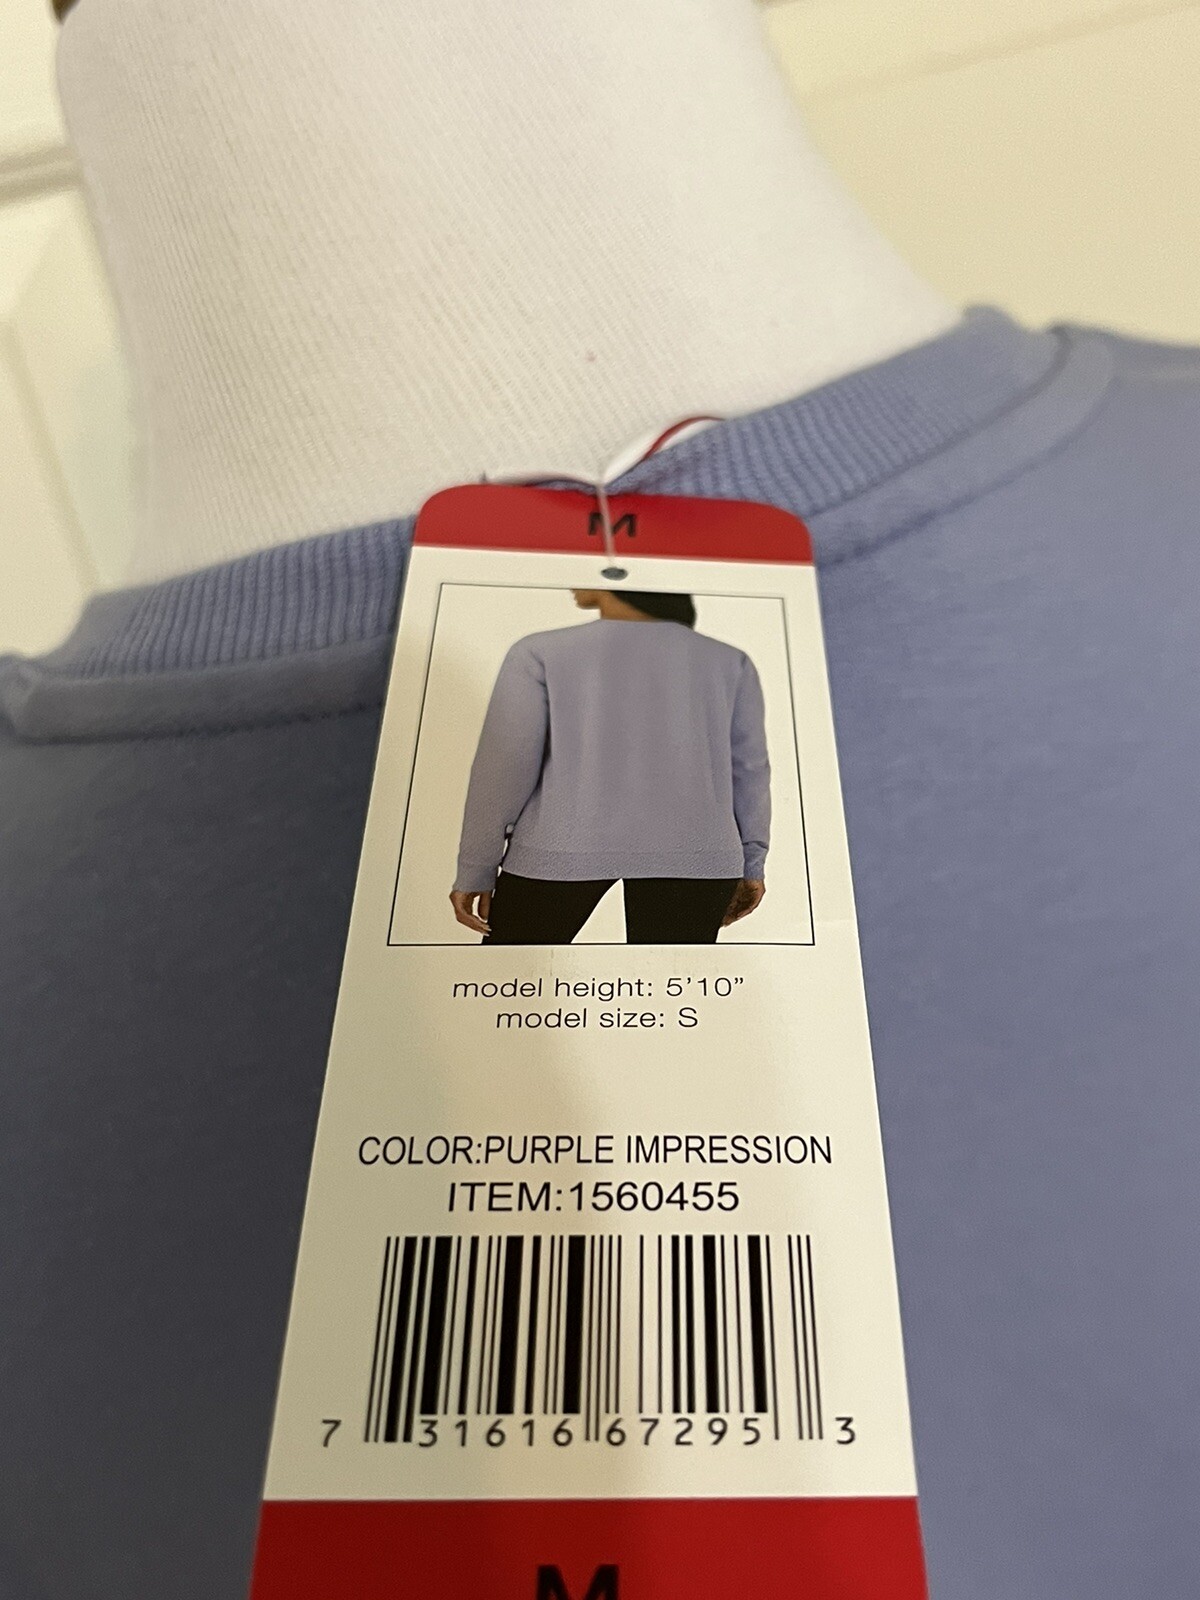 M
model height: 5'10"
model size: S
COLOR:PURPLE IMPRESSION
ITEM:1560455
7 31616 67295 3
M